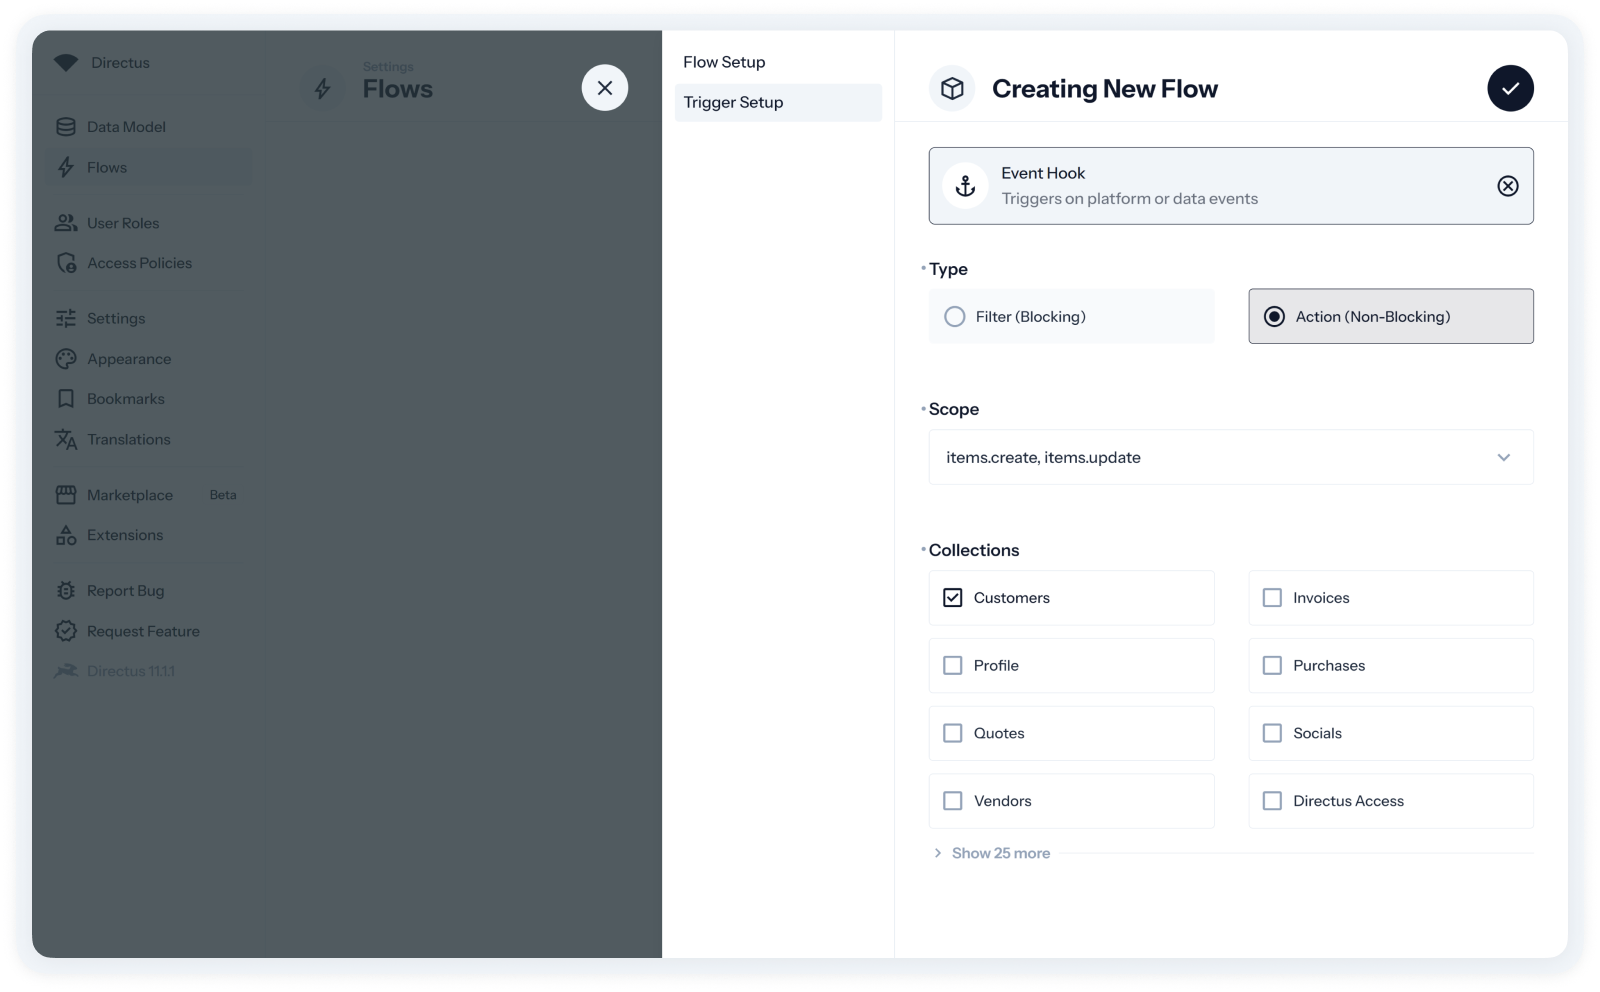 Directus
Data Model
Flows
User Roles
Access Policies
Settings
Appearance
Bookmarks
Translations
Marketplace Beta
Extensions
Report Bug
Request Feature
Directus 11.1.1
Settings
Flows
Flow Setup
Trigger Setup
Creating New Flow
Event Hook
Triggers on platform or data events
Type
Filter (Blocking)
Action (Non-Blocking)
Scope
items.create, items.update
Collections
Customers
Invoices
Profile
Purchases
Quotes
Socials
Vendors
Directus Access
Show 25 more